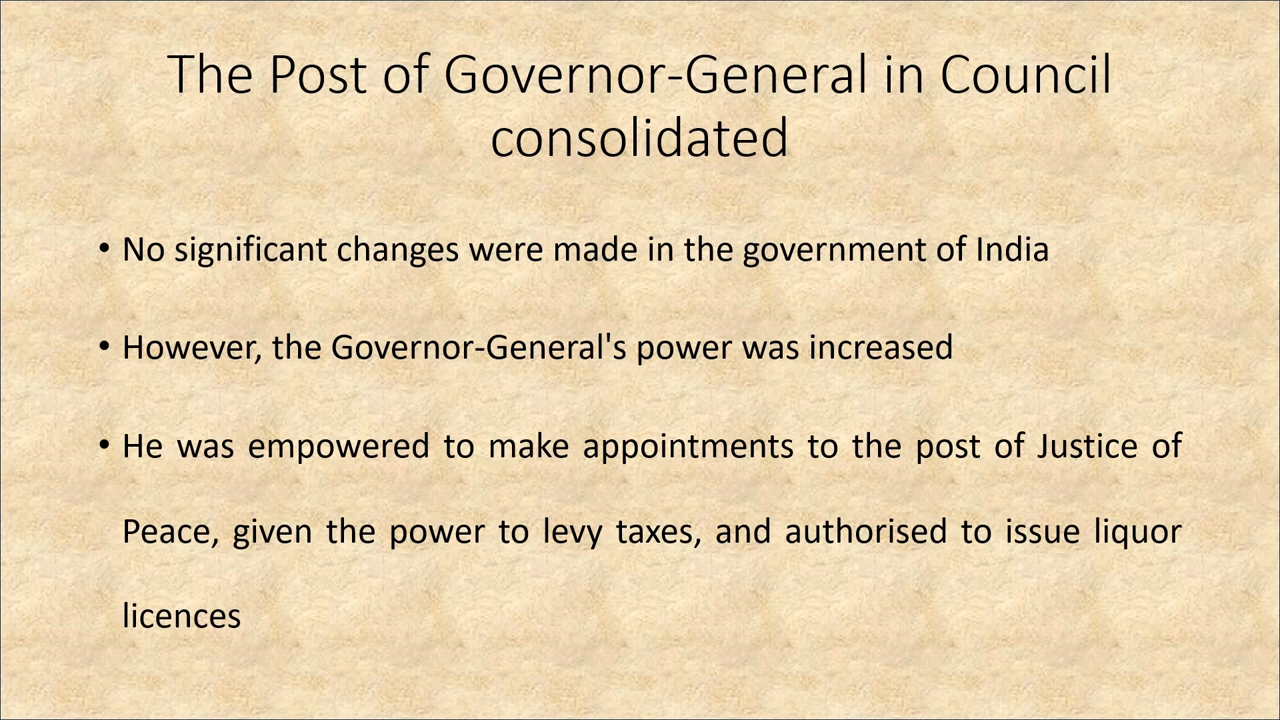 The Post of Governor-General in Council
consolidated
• No significant changes were made in the government of India
• However, the Governor-General's power was increased
• He was empowered to make appointments to the post of Justice of
Peace, given the power to levy taxes, and authorised to issue liquor
licences